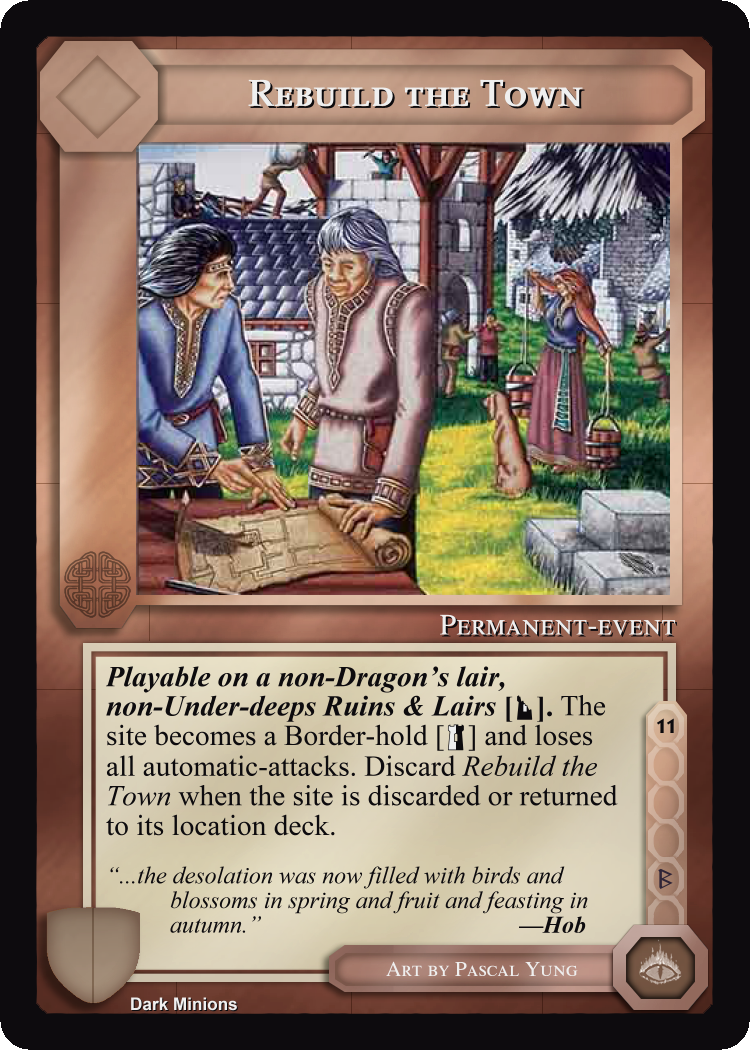 Rebuild the Town
Permanent-event
Playable on a non-Dragon's lair,
non-Under-deeps Ruins & Lairs [ ]. The
site becomes a Border-hold [ ] and loses
all automatic-attacks. Discard Rebuild the
Town when the site is discarded or returned
to its location deck.
11
"...the desolation was now filled with birds and
blossoms in spring and fruit and feasting in
autumn."
—Hob
ᛒ
Art by Pascal Yung
Dark Minions